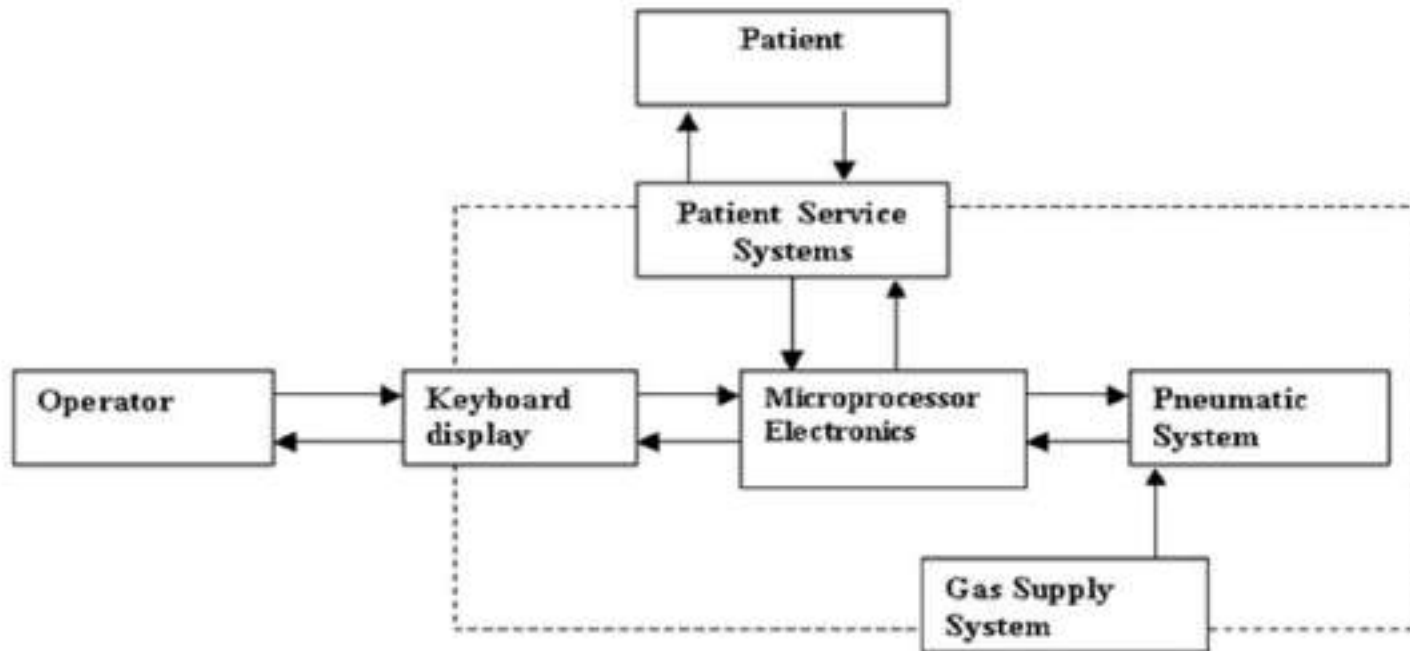 Patient
Patient Service
Systems
Operator
Keyboard
display
Microprocessor
Electronics
Pneumatic
System
Gas Supply
System